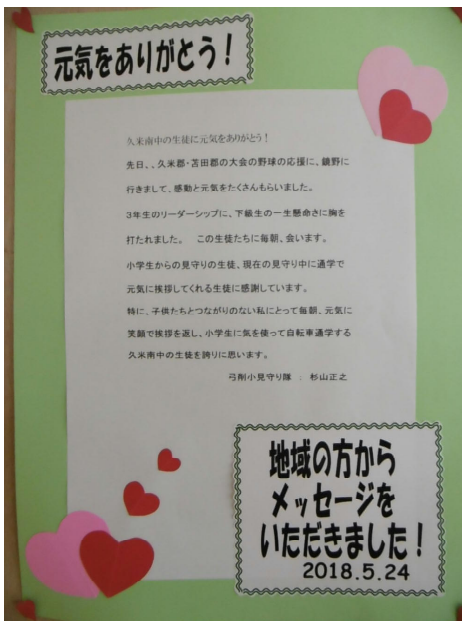 元気をありがとう！
久米南中の生徒に元気をありがとう！
先日、、久米郡・苫田郡の大会の野球の応援に、鏡野に
行きまして、感動と元気をたくさんもらいました。
3年生のリーダーシップに、下級生の一生懸命さに胸を
打たれました。　この生徒たちに毎朝、会います。
小学生からの見守りの生徒、現在の見守り中に通学で
元気に挨拶してくれる生徒に感謝しています。
特に、子供たちとつながりのない私にとって毎朝、元気に
笑顔で挨拶を返し、小学生に気を使って自転車通学する
久米南中の生徒を誇りに思います。
弓削小見守り隊　：　杉山正之
地域の方から
メッセージを
いただきました！
2018.5.24